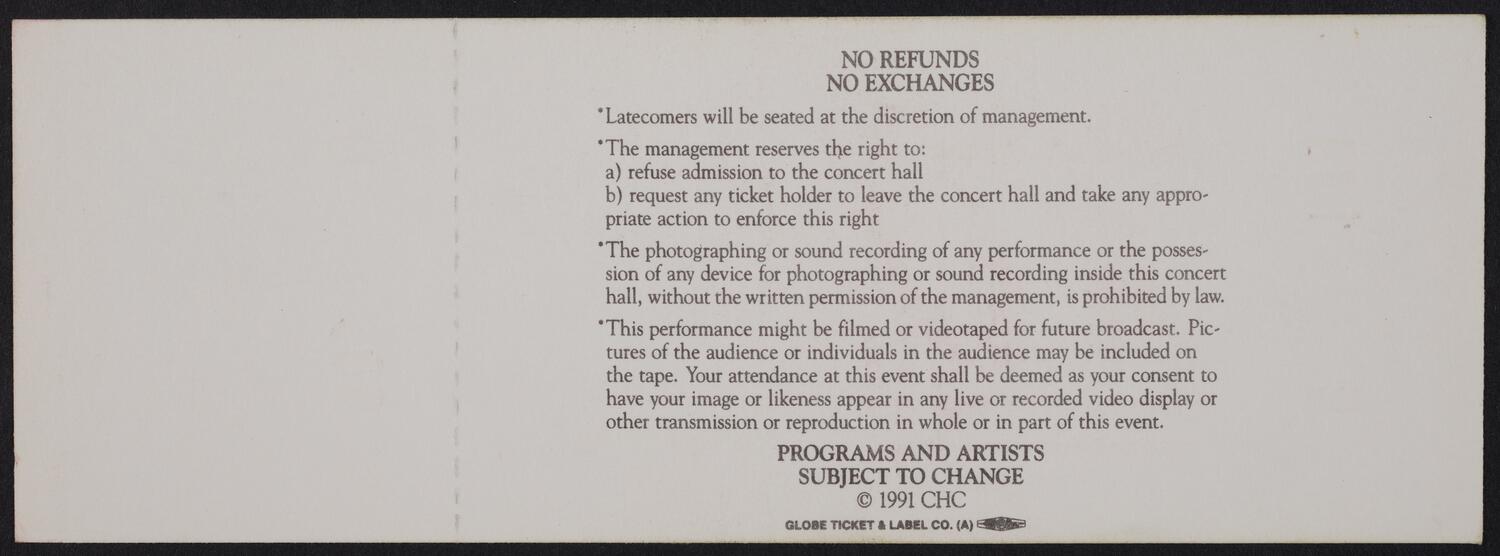 NO REFUNDS
NO EXCHANGES
*Latecomers will be seated at the discretion of management.
*The management reserves the right to:
a) refuse admission to the concert hall
b) request any ticket holder to leave the concert hall and take any appro-
priate action to enforce this right
*The photographing or sound recording of any performance or the posses-
sion of any device for photographing or sound recording inside this concert
hall, without the written permission of the management, is prohibited by law.
*This performance might be filmed or videotaped for future broadcast. Pic-
tures of the audience or individuals in the audience may be included on
the tape. Your attendance at this event shall be deemed as your consent to
have your image or likeness appear in any live or recorded video display or
other transmission or reproduction in whole or in part of this event.
PROGRAMS AND ARTISTS
SUBJECT TO CHANGE
© 1991 CHC
GLOBE TICKET & LABEL CO. (A)